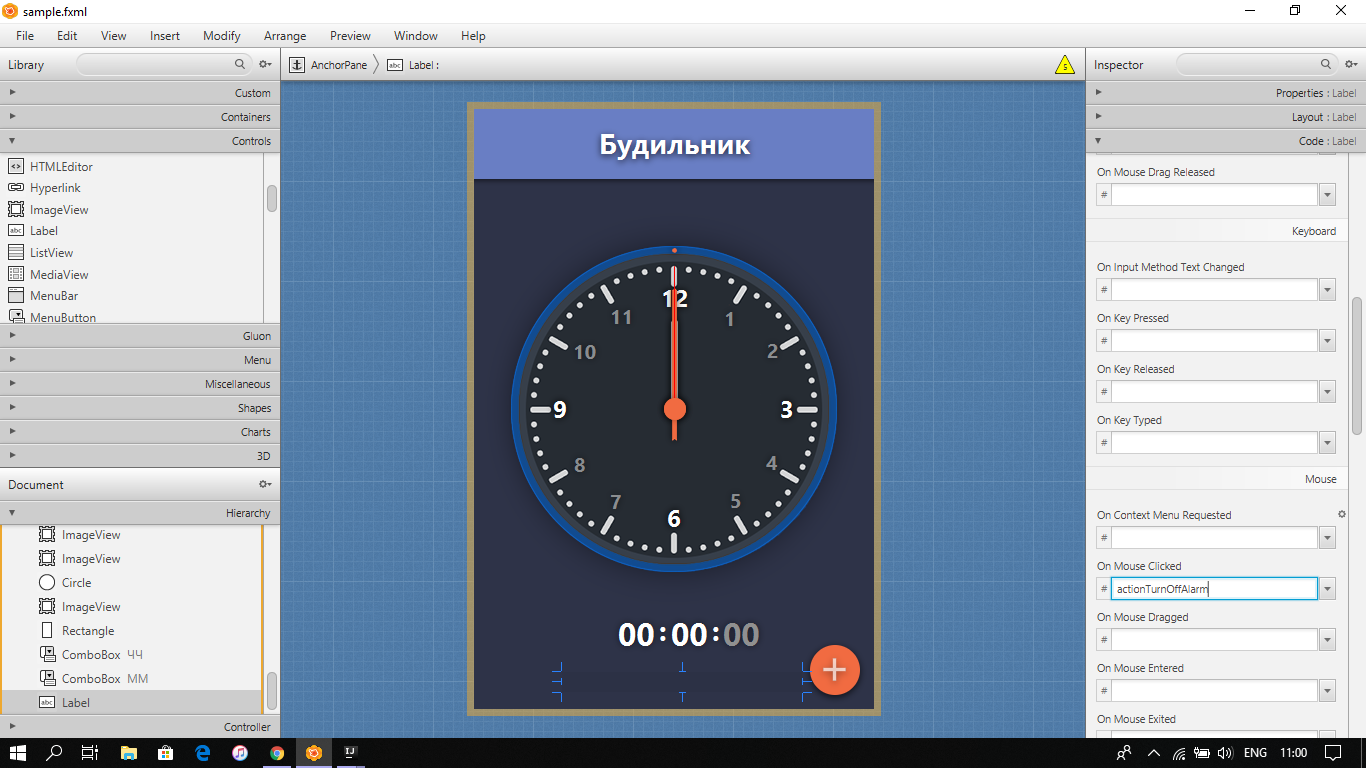 sample.fxml
File Edit View Insert Modify Arrange Preview Window Help
Library
AnchorPane
abc Label :
5
Inspector
Custom
Containers
Controls
HTMLEditor
Hyperlink
ImageView
abc Label
ListView
MediaView
MenuBar
MenuButton
Gluon
Menu
Miscellaneous
Shapes
Charts
3D
Document
Hierarchy
ImageView
ImageView
Circle
ImageView
Rectangle
ComboBox ЧЧ
ComboBox ММ
abc Label
Controller
Будильник
12
11
1
10
2
9
3
8
4
7
5
6
00:00:00
Properties : Label
Layout : Label
Code : Label
On Mouse Drag Released
#
Keyboard
On Input Method Text Changed
#
On Key Pressed
#
On Key Released
#
On Key Typed
#
Mouse
On Context Menu Requested
#
On Mouse Clicked
# actionTurnOffAlarm
On Mouse Dragged
#
On Mouse Entered
#
On Mouse Exited
IJ
ENG
11:00